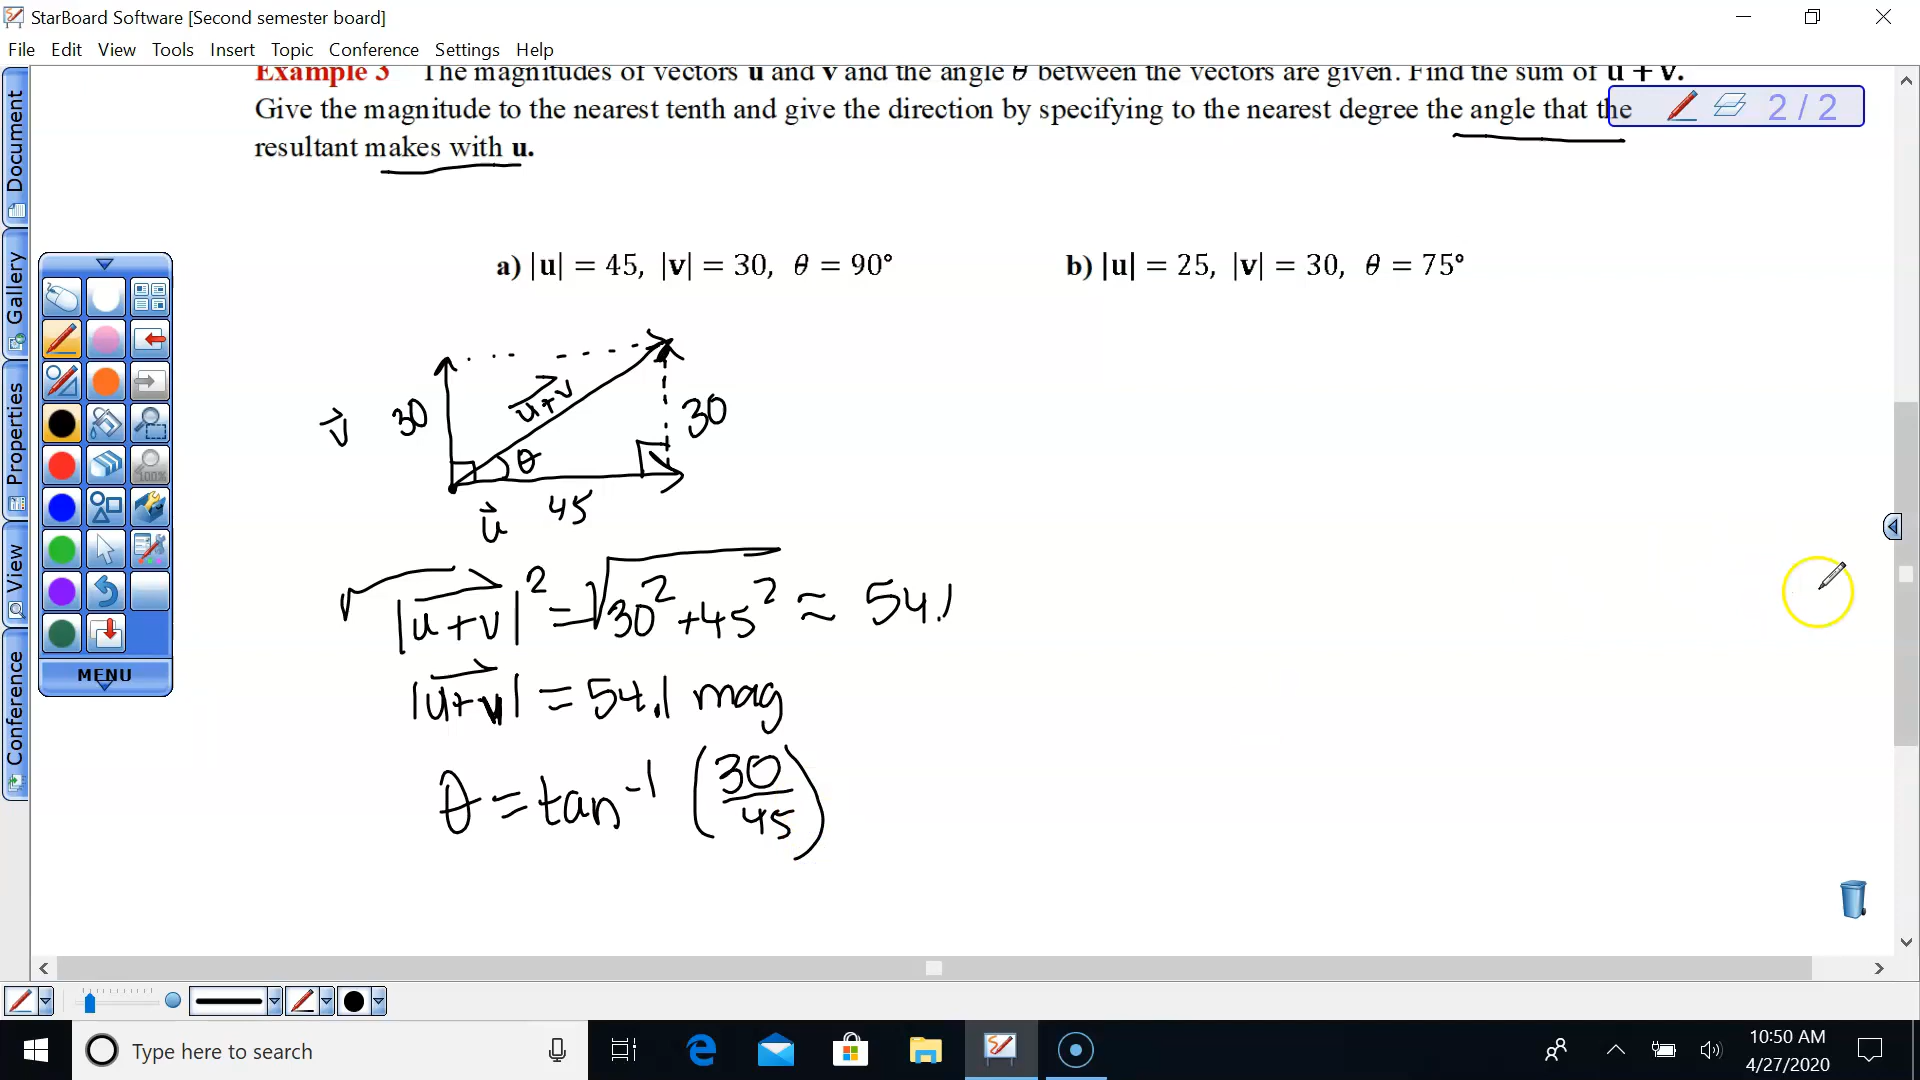 StarBoard Software [Second semester board]
File Edit View Tools Insert Topic Conference Settings Help
Example 3 The magnitudes of vectors u and v and the angle θ between the vectors are given. Find the sum of u + v.
Give the magnitude to the nearest tenth and give the direction by specifying to the nearest degree the angle that the
resultant makes with u.
2 / 2
Document
Gallery
Properties
View
Conference
100%
MENU
a) |u| = 45, |v| = 30, θ = 90°
b) |u| = 25, |v| = 30, θ = 75°
v⃗ 30 u+v 30
θ
u⃗ 45
√|u+v|² = √30² + 45² ≈ 54.1
|u+v| = 54.1 mag
θ = tan⁻¹ (30/45)
Type here to search
10:50 AM
4/27/2020